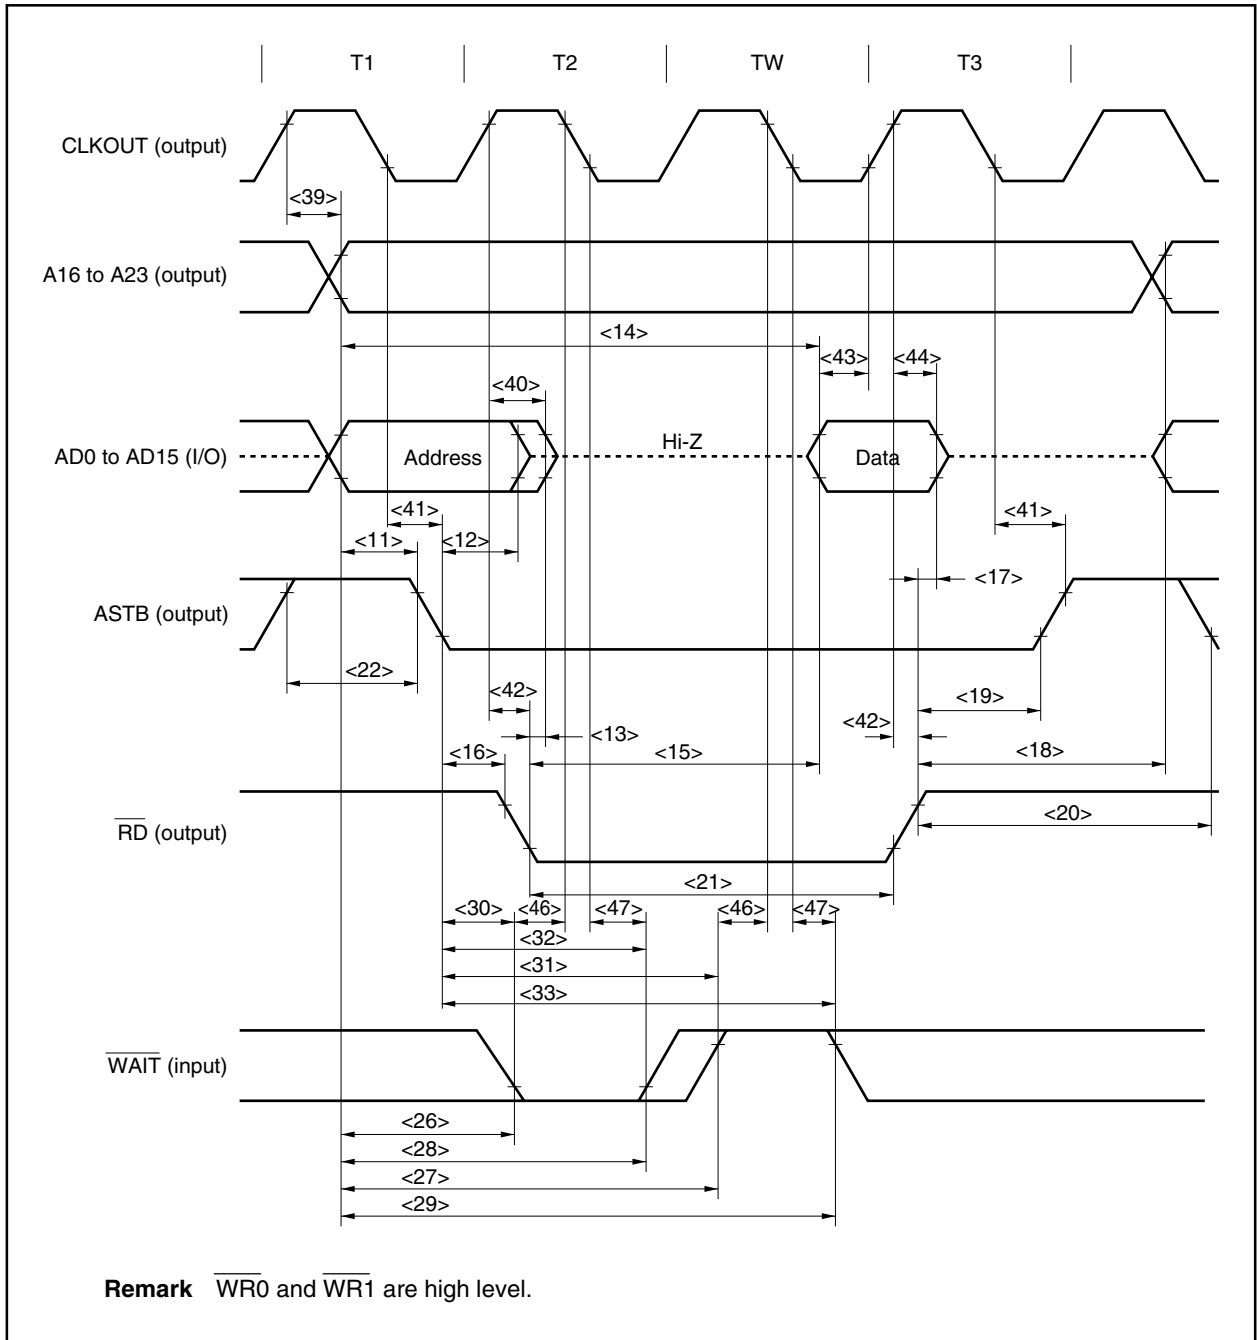 T1 T2 TW T3
CLKOUT (output)
<39>
A16 to A23 (output)
<14>
<43> <44>
<40>
AD0 to AD15 (I/O) Address Hi-Z Data
<41> <41>
<11> <12>
<17>
ASTB (output)
<22>
<42> <19>
<42>
<13>
<16> <15> <18>
RD (output) <20>
<21>
<30> <46> <47> <46> <47>
<32>
<31>
<33>
WAIT (input)
<26>
<28>
<27>
<29>
Remark WR0 and WR1 are high level.